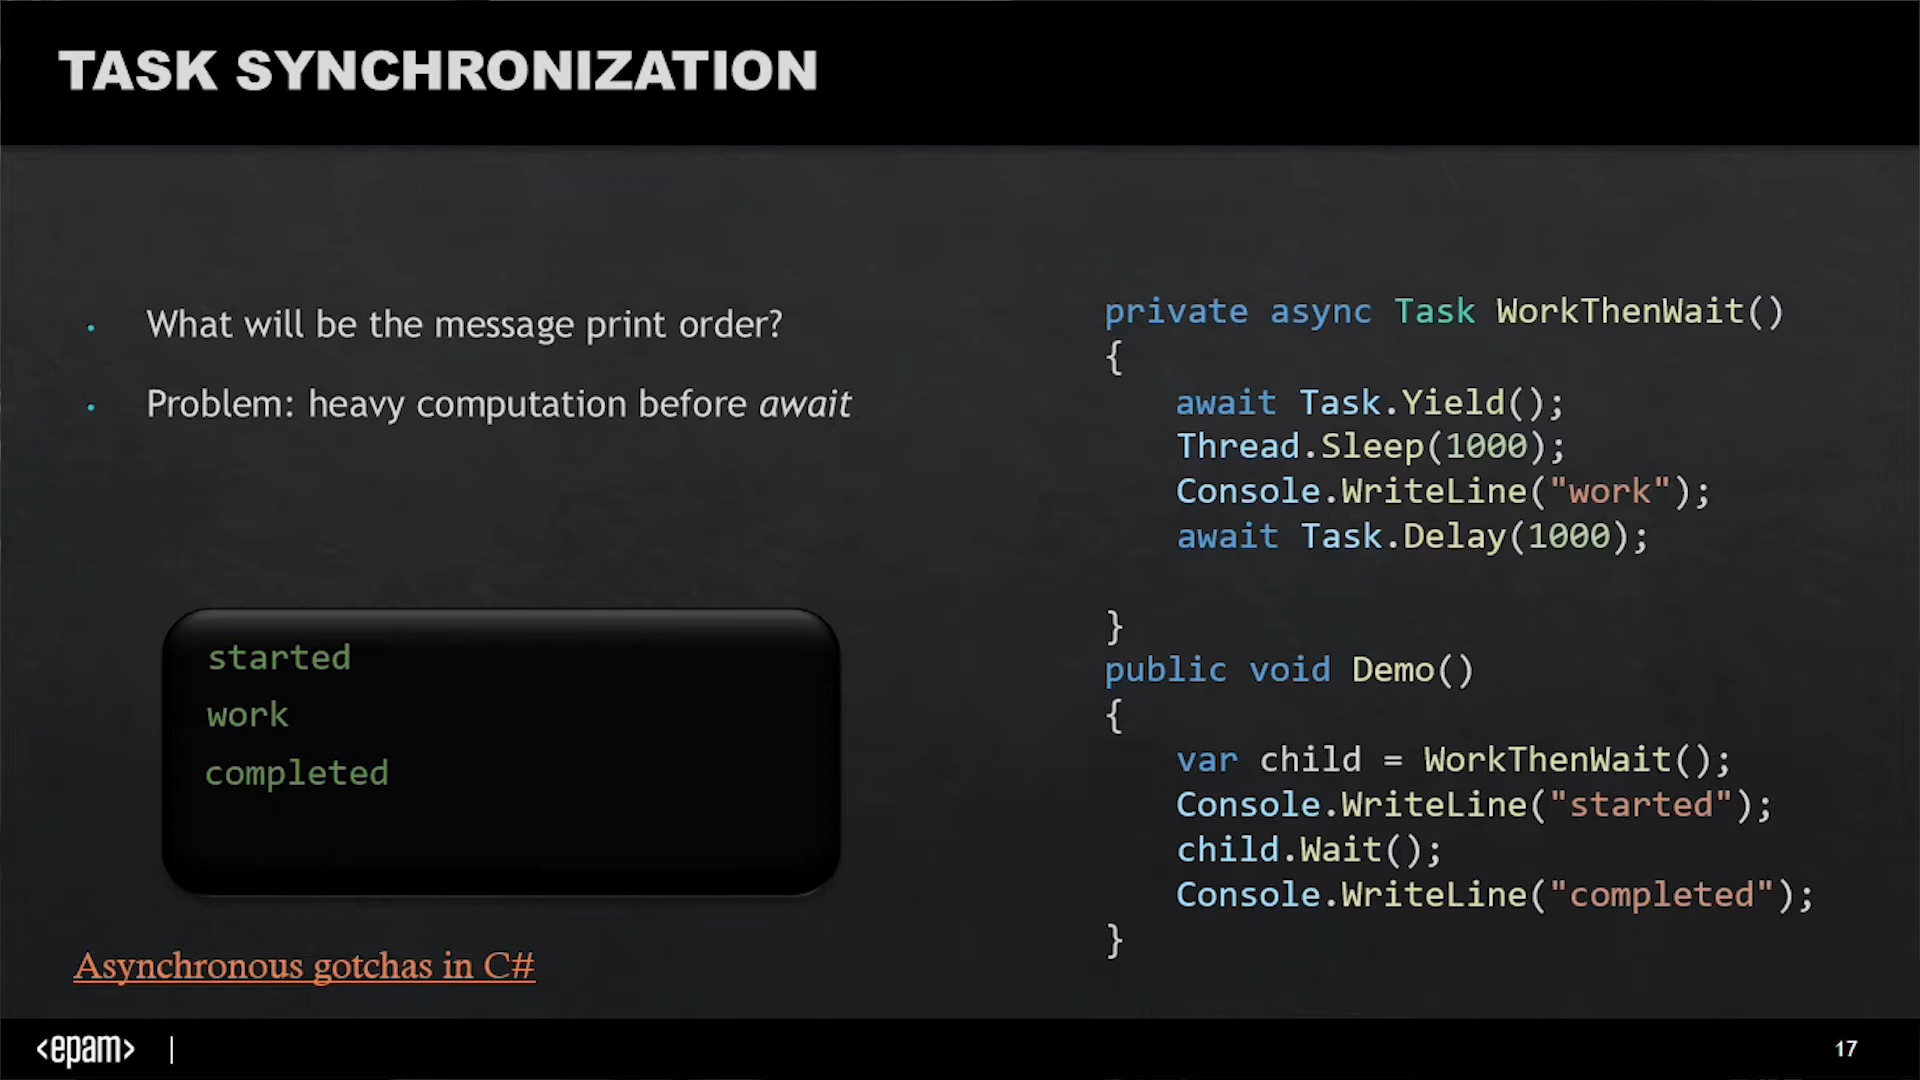 TASK SYNCHRONIZATION
What will be the message print order?
Problem: heavy computation before await
started
work
completed
Asynchronous gotchas in C#
private async Task WorkThenWait()
{
await Task.Yield();
Thread.Sleep(1000);
Console.WriteLine("work");
await Task.Delay(1000);
}
public void Demo()
{
var child = WorkThenWait();
Console.WriteLine("started");
child.Wait();
Console.WriteLine("completed");
}
<epam> |
17